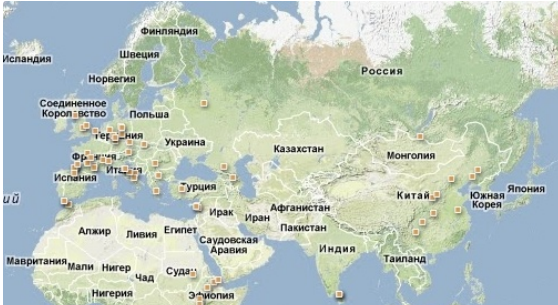 Финляндия
Швеция
Исландия
Норвегия
Россия
Соединенное
Королевство
Польша
Германия
Украина
Казахстан
Франция
Монголия
Испания
Италия
Турция
Китай
Япония
Южная
Корея
ий
Ирак
Иран
Афганистан
Пакистан
Алжир
Ливия
Египет
Саудовская
Аравия
Индия
Таиланд
Мавритания
Мали
Нигер
Чад
Судан
Нигерия
Эфиопия